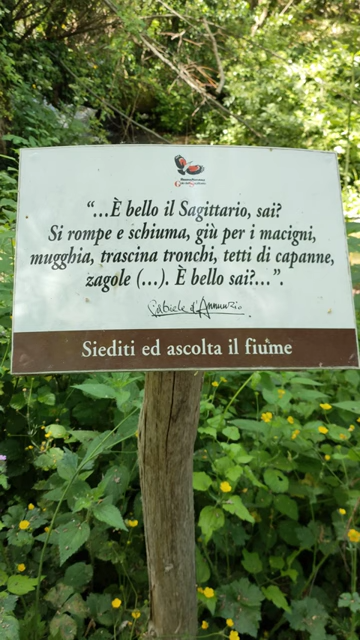 “...È bello il Sagittario, sai?
Si rompe e schiuma, giù per i macigni,
mugghia, trascina tronchi, tetti di capanne,
zagole (...). È bello sai?...”.
Gabriele d'Annunzio
Siediti ed ascolta il fiume